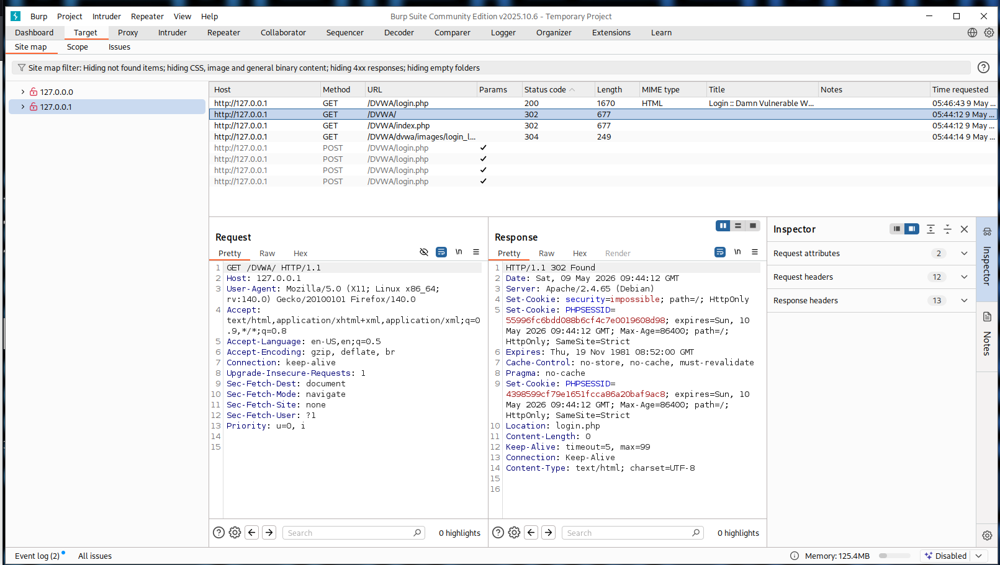 Burp Project Intruder Repeater View Help Burp Suite Community Edition v2025.10.6 - Temporary Project
Dashboard Target Proxy Intruder Repeater Collaborator Sequencer Decoder Comparer Logger Organizer Extensions Learn
Site map Scope Issues
Site map filter: Hiding not found items; hiding CSS, image and general binary content; hiding 4xx responses; hiding empty folders
127.0.0.0
127.0.0.1
Host Method URL Params Status code Length MIME type Title Notes Time requested
http://127.0.0.1 GET /DVWA/login.php 200 1670 HTML Login :: Damn Vulnerable W... 05:46:43 9 May ...
http://127.0.0.1 GET /DVWA/ 302 677 05:44:12 9 May ...
http://127.0.0.1 GET /DVWA/index.php 302 677 05:44:12 9 May ...
http://127.0.0.1 GET /DVWA/dvwa/images/login_l... 304 249 05:44:14 9 May ...
http://127.0.0.1 POST /DVWA/login.php ✓
http://127.0.0.1 POST /DVWA/login.php ✓
http://127.0.0.1 POST /DVWA/login.php ✓
http://127.0.0.1 POST /DVWA/login.php ✓
Request
Pretty Raw Hex \n
1 GET /DVWA/ HTTP/1.1
2 Host: 127.0.0.1
3 User-Agent: Mozilla/5.0 (X11; Linux x86_64;
rv:140.0) Gecko/20100101 Firefox/140.0
4 Accept:
text/html,application/xhtml+xml,application/xml;q=0
.9,*/*;q=0.8
5 Accept-Language: en-US,en;q=0.5
6 Accept-Encoding: gzip, deflate, br
7 Connection: keep-alive
8 Upgrade-Insecure-Requests: 1
9 Sec-Fetch-Dest: document
10 Sec-Fetch-Mode: navigate
11 Sec-Fetch-Site: none
12 Sec-Fetch-User: ?1
13 Priority: u=0, i
14
15
Search 0 highlights
Response
Pretty Raw Hex Render \n
1 HTTP/1.1 302 Found
2 Date: Sat, 09 May 2026 09:44:12 GMT
3 Server: Apache/2.4.65 (Debian)
4 Set-Cookie: security=impossible; path=/; HttpOnly
5 Set-Cookie: PHPSESSID=
55996fc6bdd088b6cf4c7e0019608d98; expires=Sun, 10
May 2026 09:44:12 GMT; Max-Age=86400; path=/;
HttpOnly; SameSite=Strict
6 Expires: Thu, 19 Nov 1981 08:52:00 GMT
7 Cache-Control: no-store, no-cache, must-revalidate
8 Pragma: no-cache
9 Set-Cookie: PHPSESSID=
4398599cf79e1651fcca86a20baf9ac8; expires=Sun, 10
May 2026 09:44:12 GMT; Max-Age=86400; path=/;
HttpOnly; SameSite=Strict
10 Location: login.php
11 Content-Length: 0
12 Keep-Alive: timeout=5, max=99
13 Connection: Keep-Alive
14 Content-Type: text/html; charset=UTF-8
15
16
Search 0 highlights
Inspector
Request attributes 2
Request headers 12
Response headers 13
Inspector
Notes
Event log (2) All issues Memory: 125.4MB Disabled